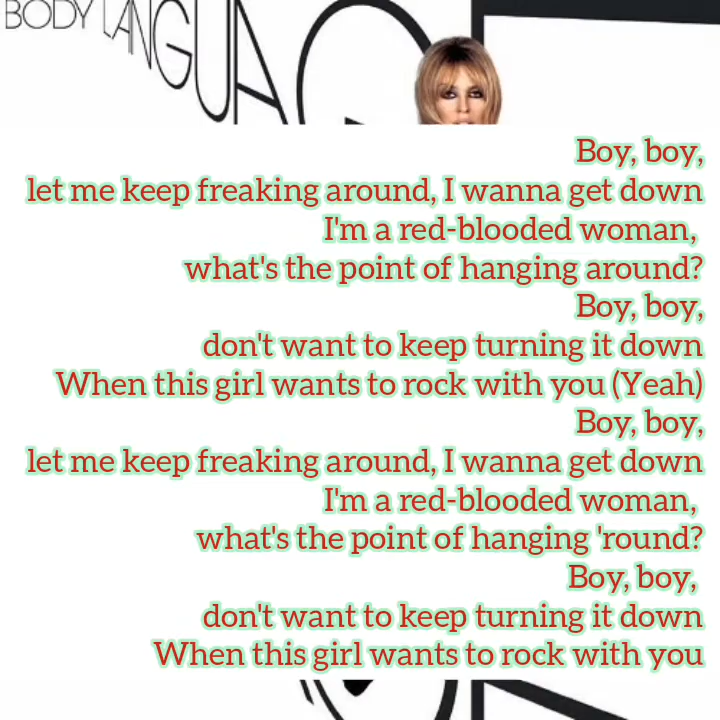 BODY LANGUAG
Boy, boy,
let me keep freaking around, I wanna get down
I'm a red-blooded woman,
what's the point of hanging around?
Boy, boy,
don't want to keep turning it down
When this girl wants to rock with you (Yeah)
Boy, boy,
let me keep freaking around, I wanna get down
I'm a red-blooded woman,
what's the point of hanging 'round?
Boy, boy,
don't want to keep turning it down
When this girl wants to rock with you